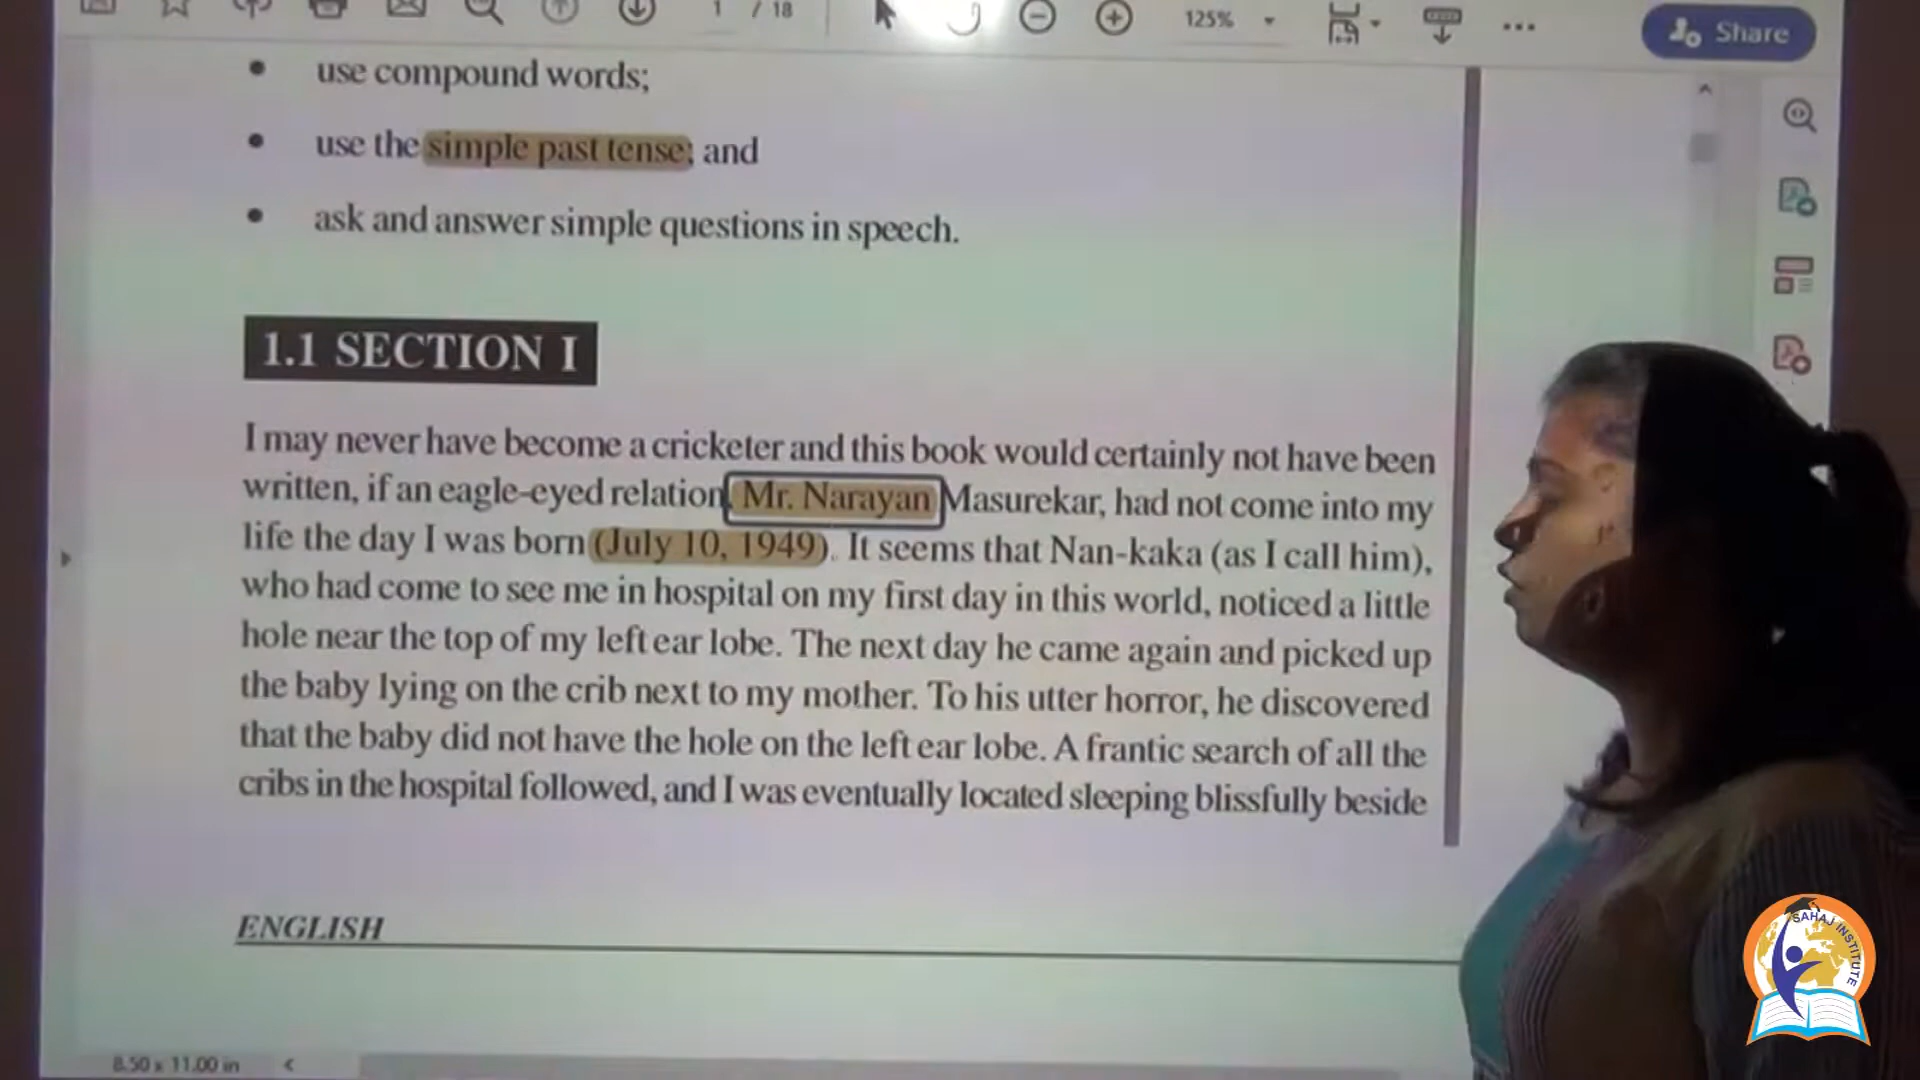 1 / 18
125%
Share
• use compound words;
• use the simple past tense; and
• ask and answer simple questions in speech.
1.1 SECTION I
I may never have become a cricketer and this book would certainly not have been
written, if an eagle-eyed relation, Mr. Narayan Masurekar, had not come into my
life the day I was born (July 10, 1949). It seems that Nan-kaka (as I call him),
who had come to see me in hospital on my first day in this world, noticed a little
hole near the top of my left ear lobe. The next day he came again and picked up
the baby lying on the crib next to my mother. To his utter horror, he discovered
that the baby did not have the hole on the left ear lobe. A frantic search of all the
cribs in the hospital followed, and I was eventually located sleeping blissfully beside
ENGLISH
8.50 x 11.00 in
SAHAJ INSTITUTE